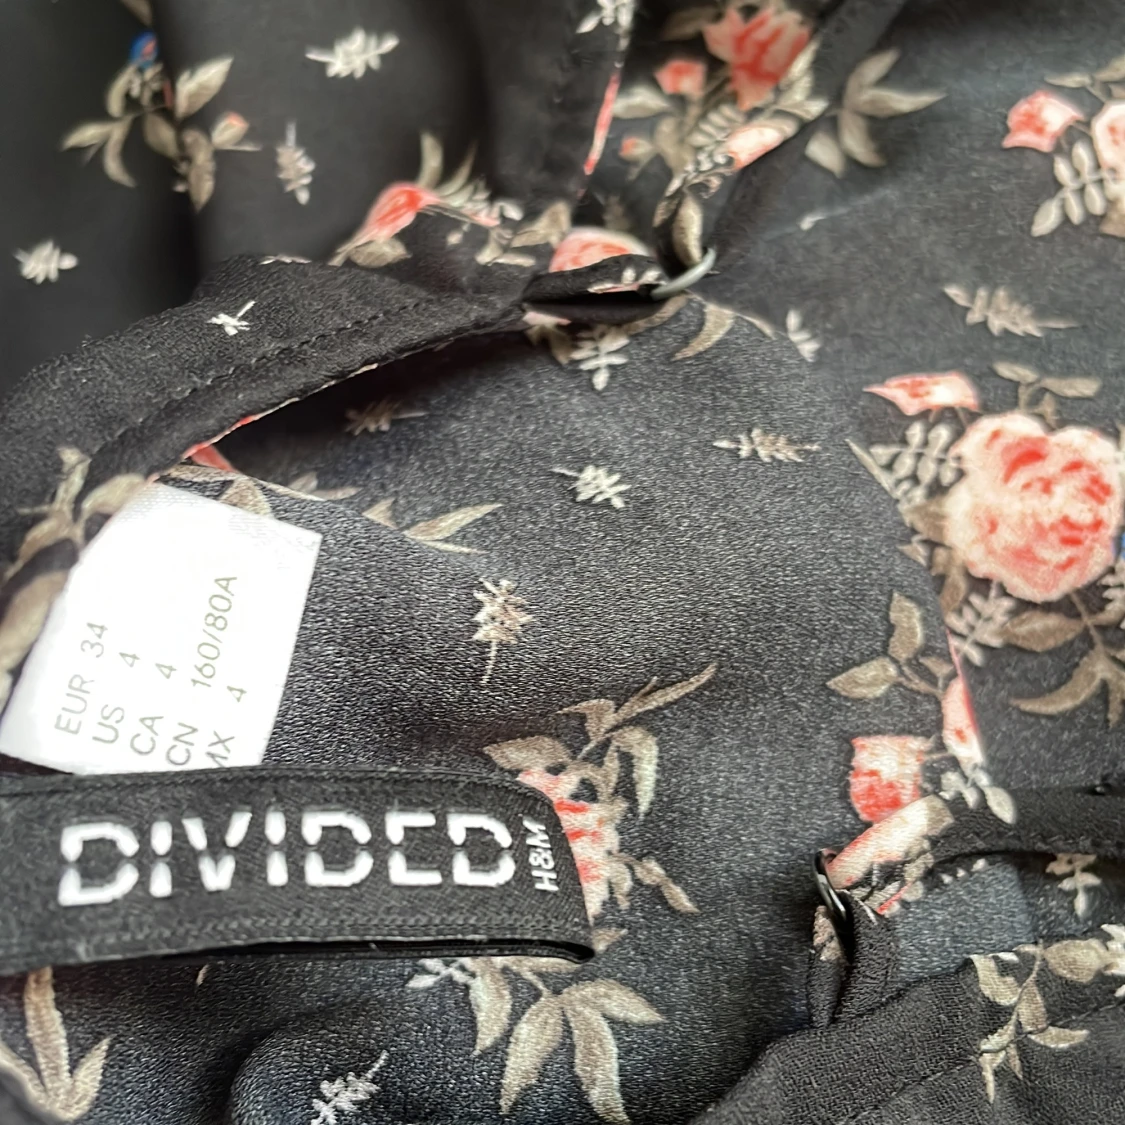 EUR 34
US 4
CA 4
CN 160/80A
MX 4
DIVIDED
H&M